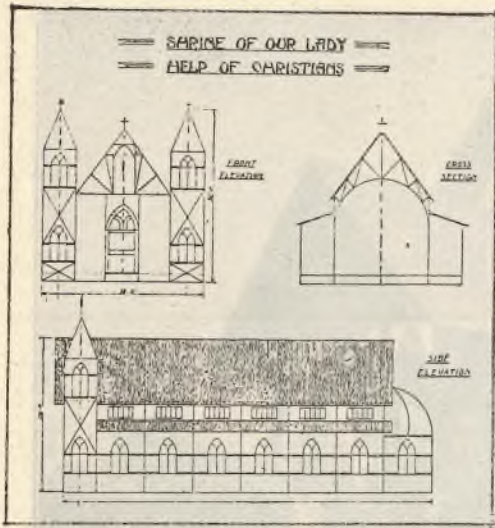 SHRINE OF OUR LADY
HELP OF CHRISTIANS
FRONT
ELEVATION
CROSS
SECTION
SIDE
ELEVATION